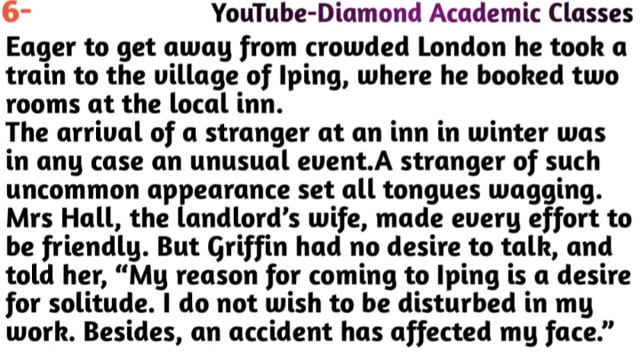 6- YouTube-Diamond Academic Classes
Eager to get away from crowded London he took a
train to the village of Iping, where he booked two
rooms at the local inn.
The arrival of a stranger at an inn in winter was
in any case an unusual event.A stranger of such
uncommon appearance set all tongues wagging.
Mrs Hall, the landlord’s wife, made every effort to
be friendly. But Griffin had no desire to talk, and
told her, “My reason for coming to Iping is a desire
for solitude. I do not wish to be disturbed in my
work. Besides, an accident has affected my face.”